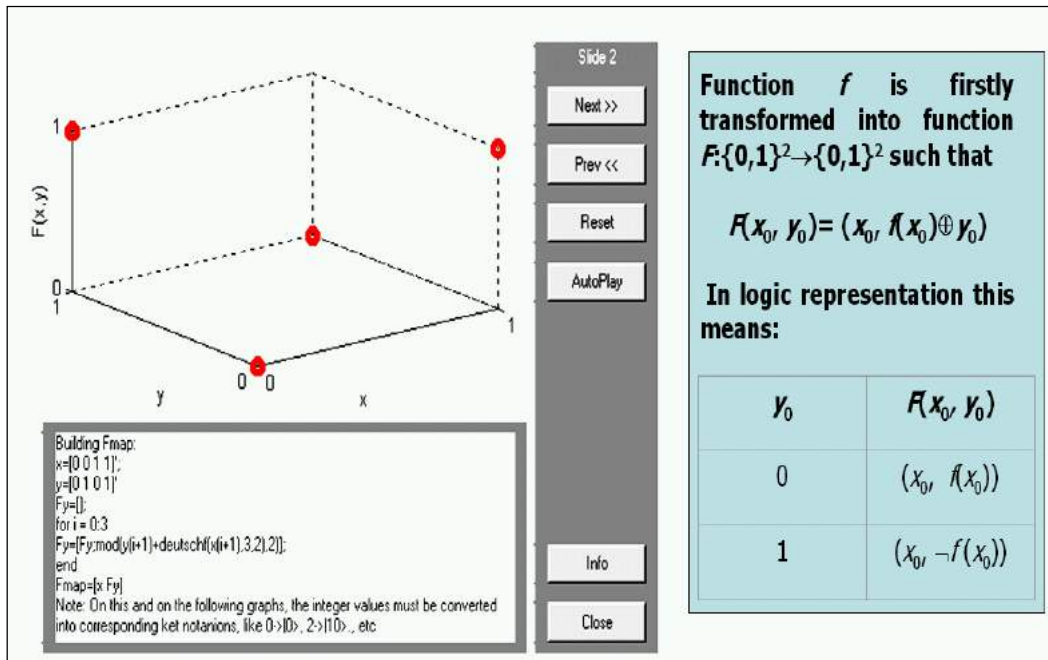 1
F(x,y)
0
1
0
0
1
y
x
Building Fmap:
x=[0 0 1 1]';
y=[0 1 0 1]'
Fy=[];
for i = 0:3
Fy=[Fy;mod(y(i+1)+deutschf(x(i+1),3,2),2)];
end
Fmap=[x Fy]
Note: On this and on the following graphs, the integer values must be converted
into corresponding ket notanions, like 0->|0>, 2->|10>., etc
Slide 2
Next >>
Prev <<
Reset
AutoPlay
Info
Close
Function f is firstly
transformed into function
F:{0,1}²→{0,1}² such that
F(x₀, y₀)= (x₀, f(x₀)⊕y₀)
In logic representation this
means:
y₀ F(x₀, y₀)
0 (x₀, f(x₀))
1 (x₀, ¬f(x₀))